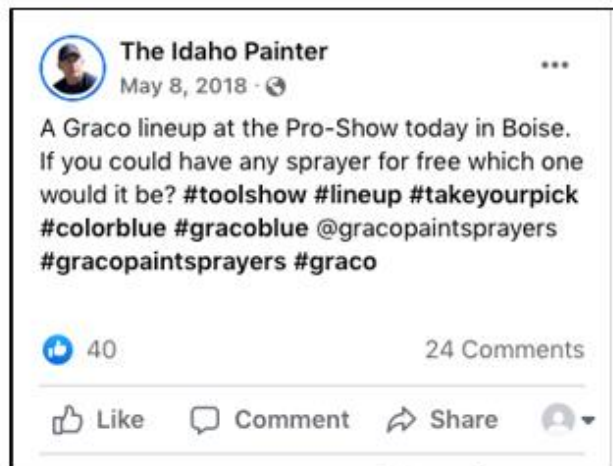 The Idaho Painter
May 8, 2018 ·
A Graco lineup at the Pro-Show today in Boise.
If you could have any sprayer for free which one
would it be? #toolshow #lineup #takeyourpick
#colorblue #gracoblue @gracopaintsprayers
#gracopaintsprayers #graco
40
24 Comments
Like
Comment
Share